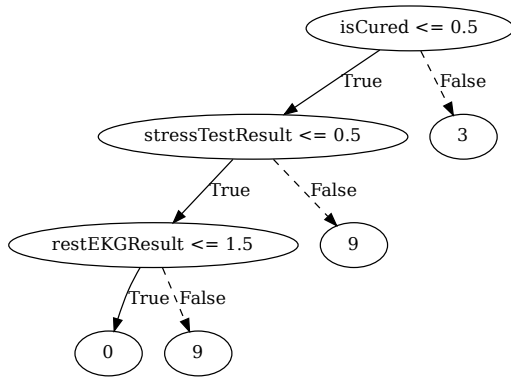 isCured <= 0.5
True
False
stressTestResult <= 0.5
3
True
False
restEKGResult <= 1.5
9
True
False
0
9